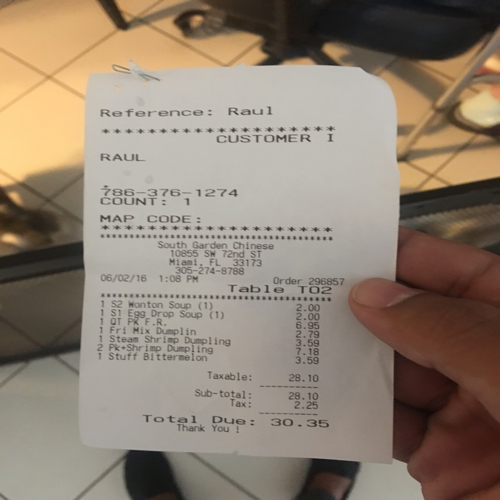 Reference: Raul
********************
CUSTOMER I
RAUL
786-376-1274
COUNT: 1
MAP CODE:
********************
South Garden Chinese
10855 SW 72nd ST
Miami, FL 33173
305-274-8788
06/02/16 1:08 PM Order 296857
Table TO2
1 S2 Wonton Soup (1) 2.00
1 S1 Egg Drop Soup (1) 2.00
1 QT PK F.R. 6.95
1 Fri Mix Dumplin 2.79
1 Steam Shrimp Dumpling 3.59
2 Pk+Shrimp Dumpling 7.18
1 Stuff Bittermelon 3.59
Taxable: 28.10
Sub-total: 28.10
Tax: 2.25
Total Due: 30.35
Thank You !